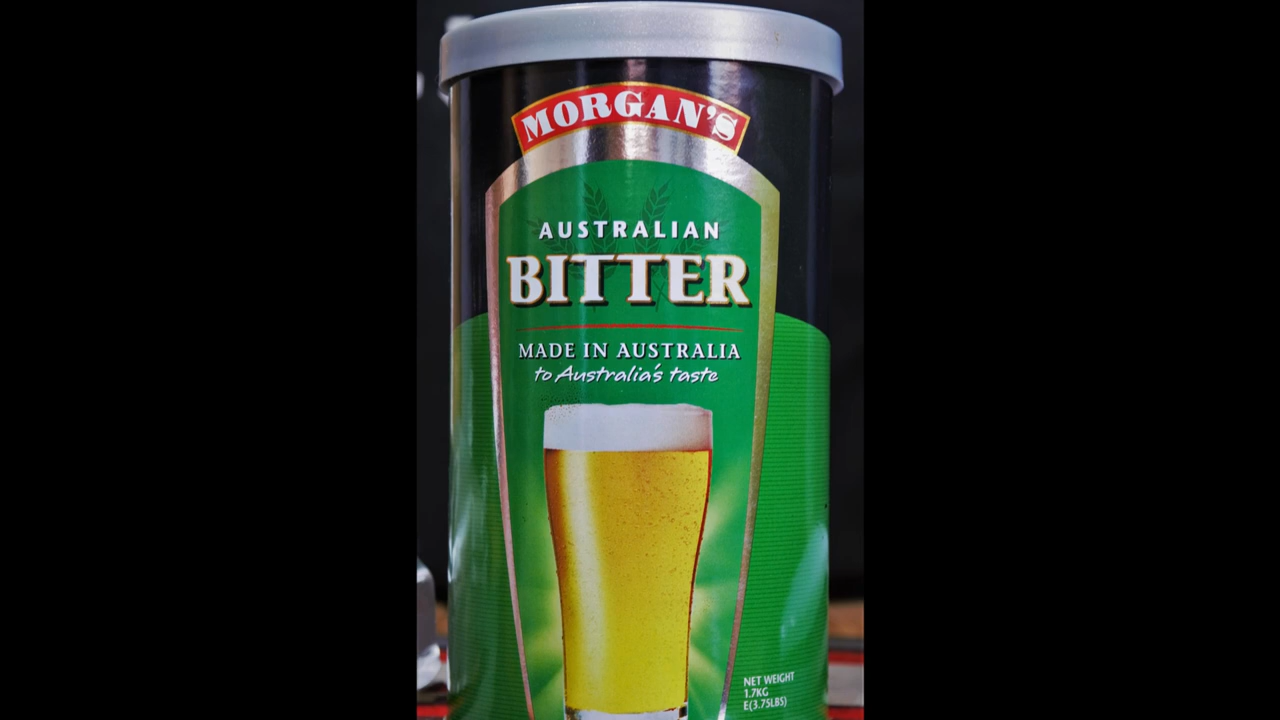 MORGAN'S
AUSTRALIAN
BITTER
MADE IN AUSTRALIA
to Australia's taste
NET WEIGHT
1.7KG
E(3.75LBS)